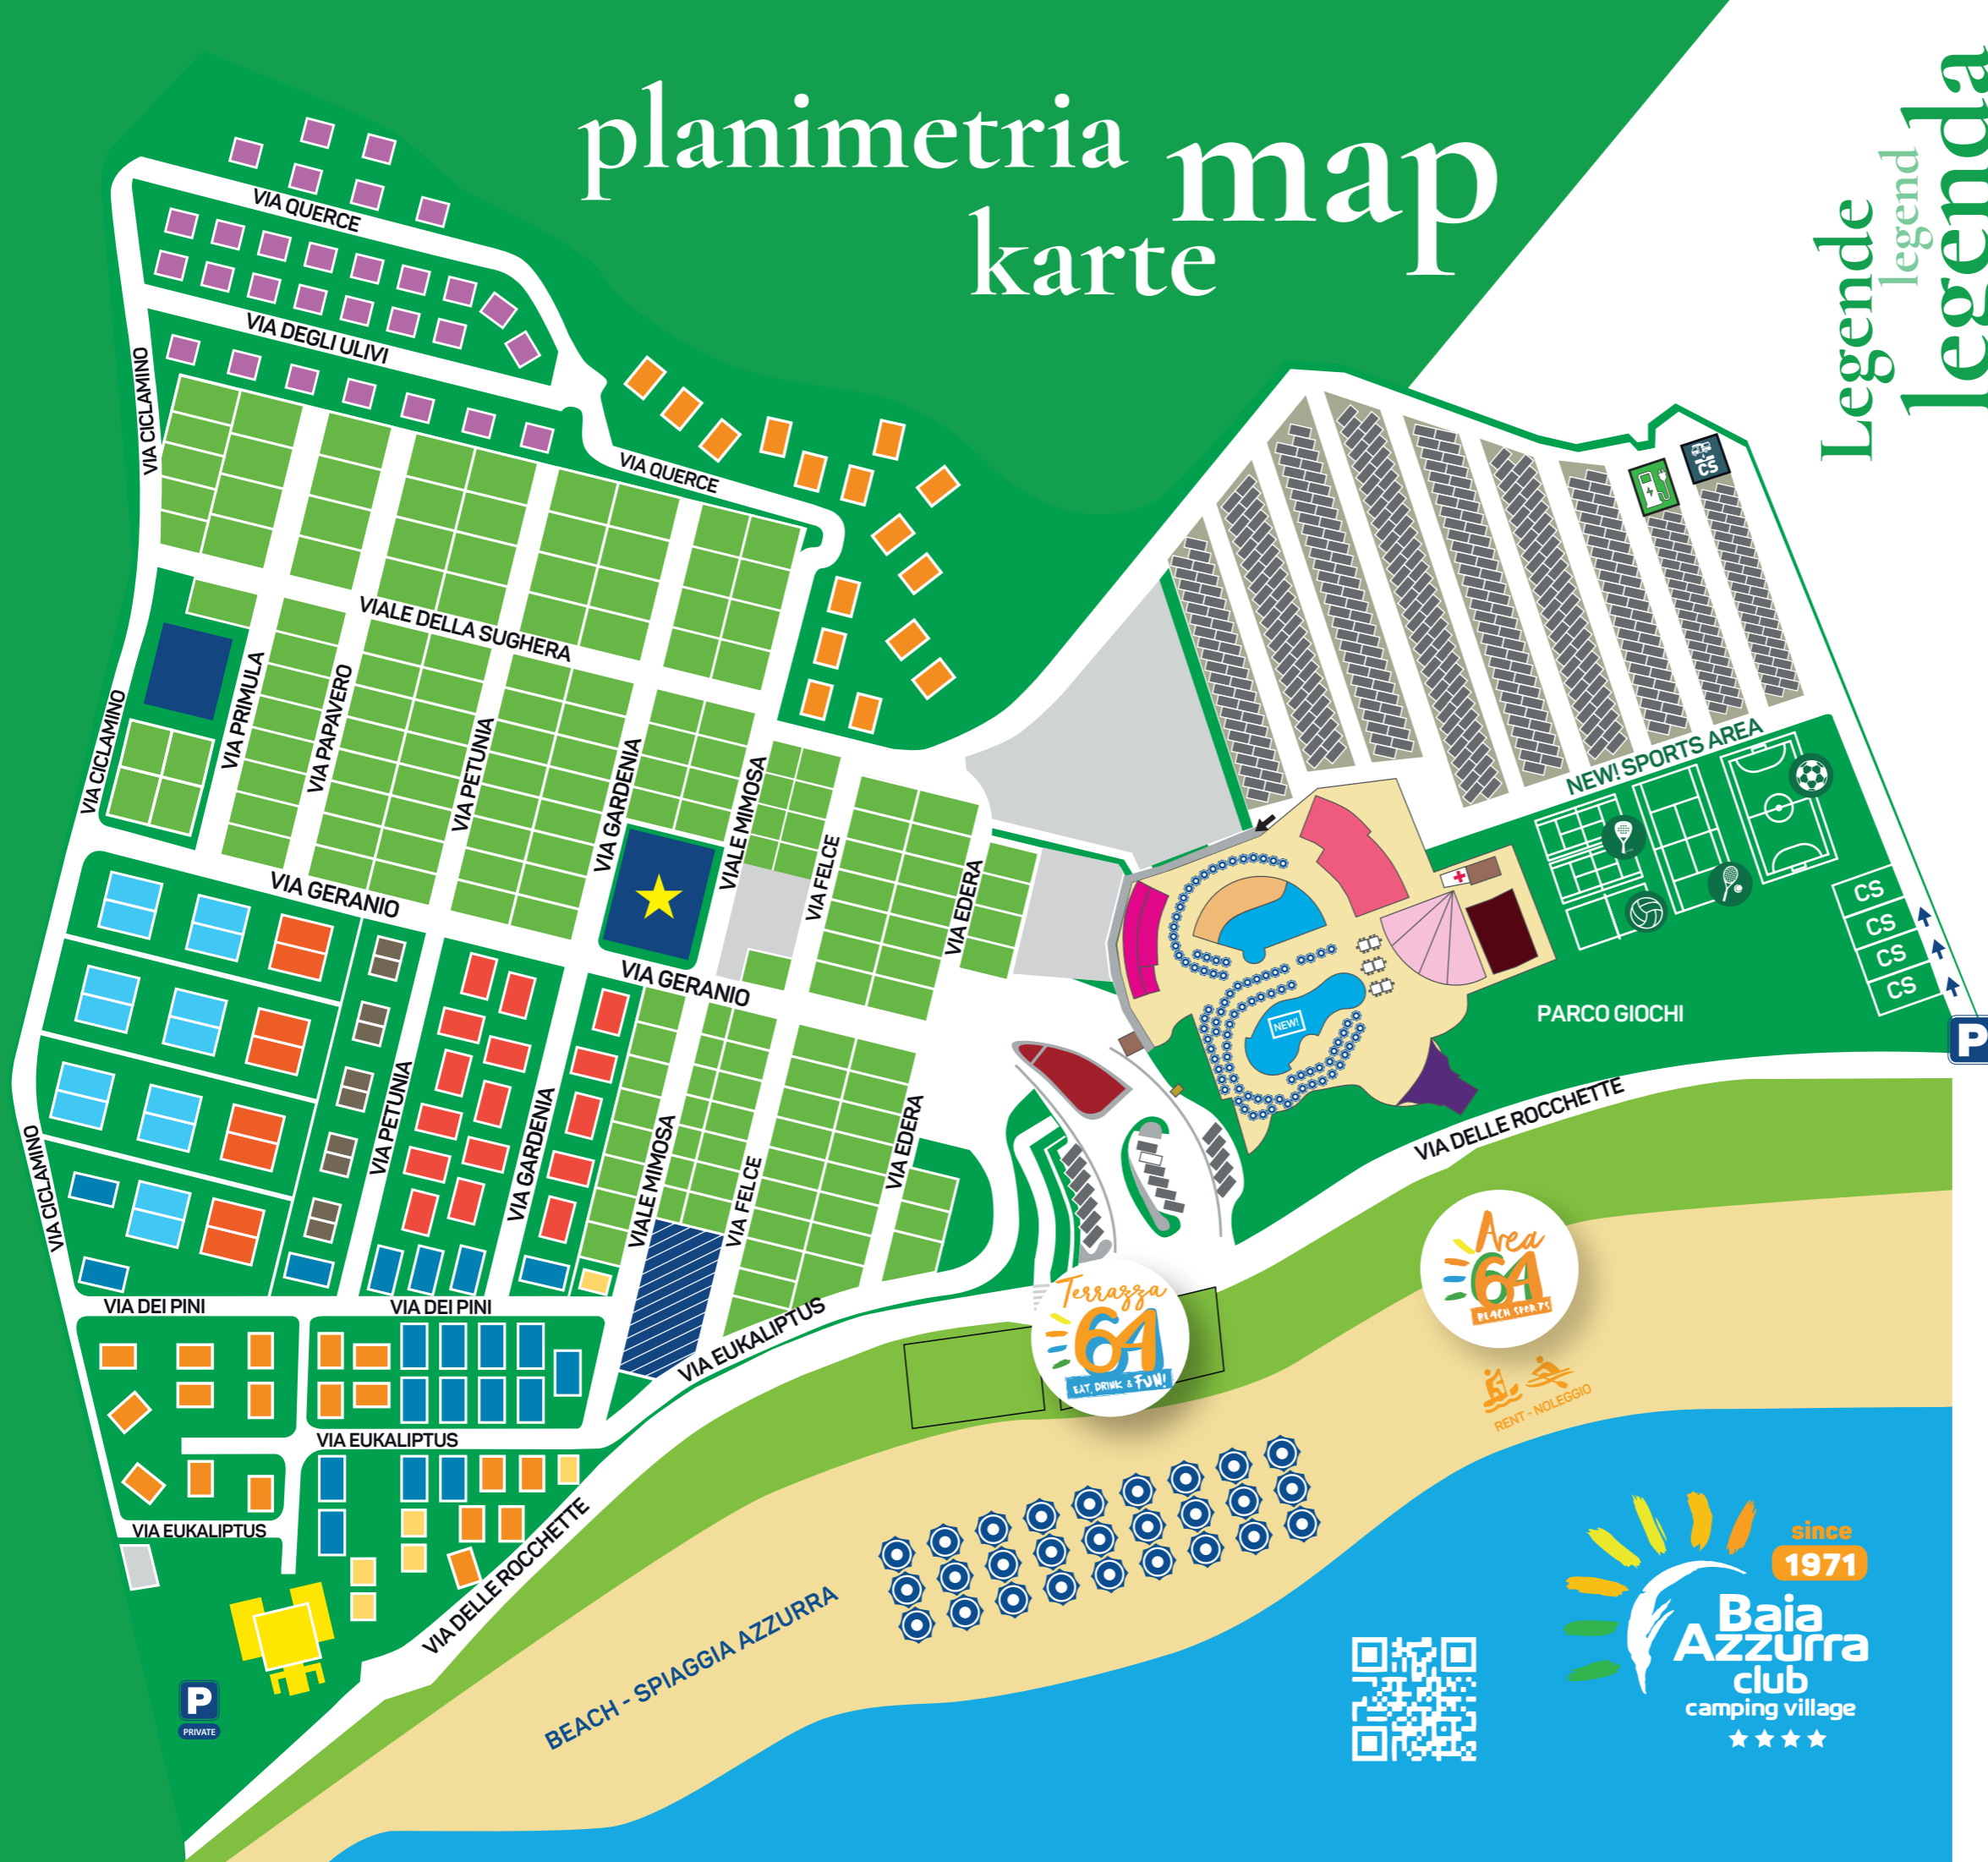 planimetria map
karte
Legende
legend
legenda
VIA QUERCE
VIA DEGLI ULIVI
VIA CICLAMINO
VIA QUERCE
CS
VIALE DELLA SUGHERA
VIA CICLAMINO
VIA PRIMULA
VIA PAPAVERO
VIA PETUNIA
VIA GARDENIA
VIALE MIMOSA
VIA FELCE
VIA EDERA
NEW! SPORTS AREA
VIA GERANIO
VIA GERANIO
CS
CS
CS
CS
NEW!
PARCO GIOCHI
P
VIA CICLAMINO
VIA PETUNIA
VIA GARDENIA
VIALE MIMOSA
VIA FELCE
VIA EDERA
VIA DELLE ROCCHETTE
VIA DEI PINI
VIA DEI PINI
VIA EUKALIPTUS
Terrazza
64
EAT, DRINK & FUN!
Area
64
BEACH SPORTS
RENT - NOLEGGIO
VIA EUKALIPTUS
VIA EUKALIPTUS
VIA DELLE ROCCHETTE
BEACH - SPIAGGIA AZZURRA
P
PRIVATE
since
1971
Baia
Azzurra
club
camping village